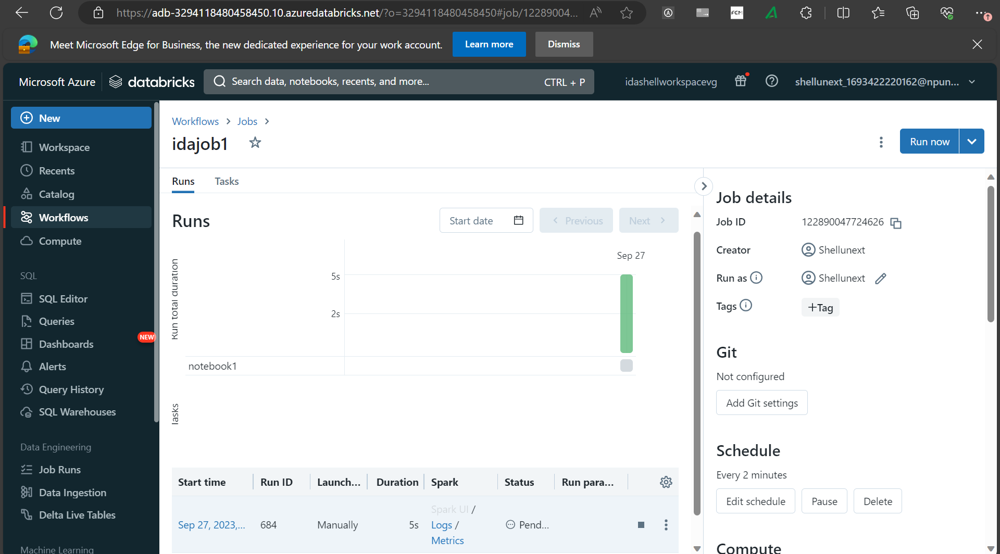 https://adb-3294118480458450.10.azuredatabricks.net/?o=3294118480458450#job/12289004...
FCM
Meet Microsoft Edge for Business, the new dedicated experience for your work account.
Learn more
Dismiss
Microsoft Azure
databricks
Search data, notebooks, recents, and more...
CTRL + P
idashellworkspacevg
shellunext_1693422220162@npun...
New
Workspace
Recents
Catalog
Workflows
Compute
SQL
SQL Editor
Queries
Dashboards
NEW
Alerts
Query History
SQL Warehouses
Data Engineering
Job Runs
Data Ingestion
Delta Live Tables
Machine Learning
Workflows > Jobs >
idajob1
Run now
Runs
Tasks
Runs
Start date
Previous
Next
Run total duration
Sep 27
5s
2s
notebook1
Tasks
Start time
Run ID
Launch...
Duration
Spark
Status
Run para...
Sep 27, 2023,...
684
Manually
5s
Spark UI /
Logs /
Metrics
Pend...
Job details
Job ID
122890047724626
Creator
Shellunext
Run as
Shellunext
Tags
+Tag
Git
Not configured
Add Git settings
Schedule
Every 2 minutes
Edit schedule
Pause
Delete
Compute